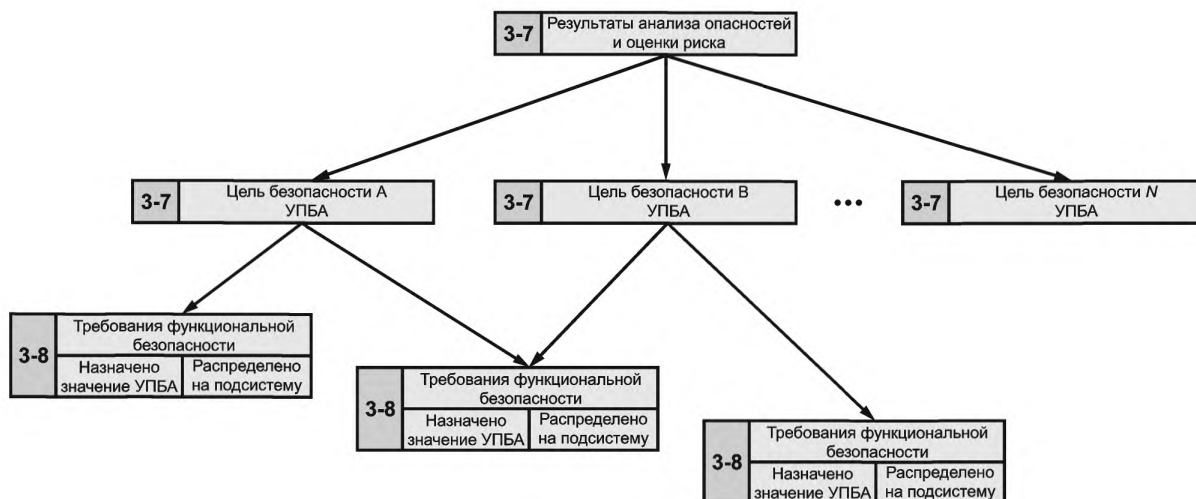 3-7
Результаты анализа опасностей
и оценки риска
3-7
Цель безопасности А
УПБА
3-7
Цель безопасности В
УПБА
•••
3-7
Цель безопасности N
УПБА
3-8
Требования функциональной
безопасности
Назначено
значение УПБА
Распределено
на подсистему
3-8
Требования функциональной
безопасности
Назначено
значение УПБА
Распределено
на подсистему
3-8
Требования функциональной
безопасности
Назначено
значение УПБА
Распределено
на подсистему